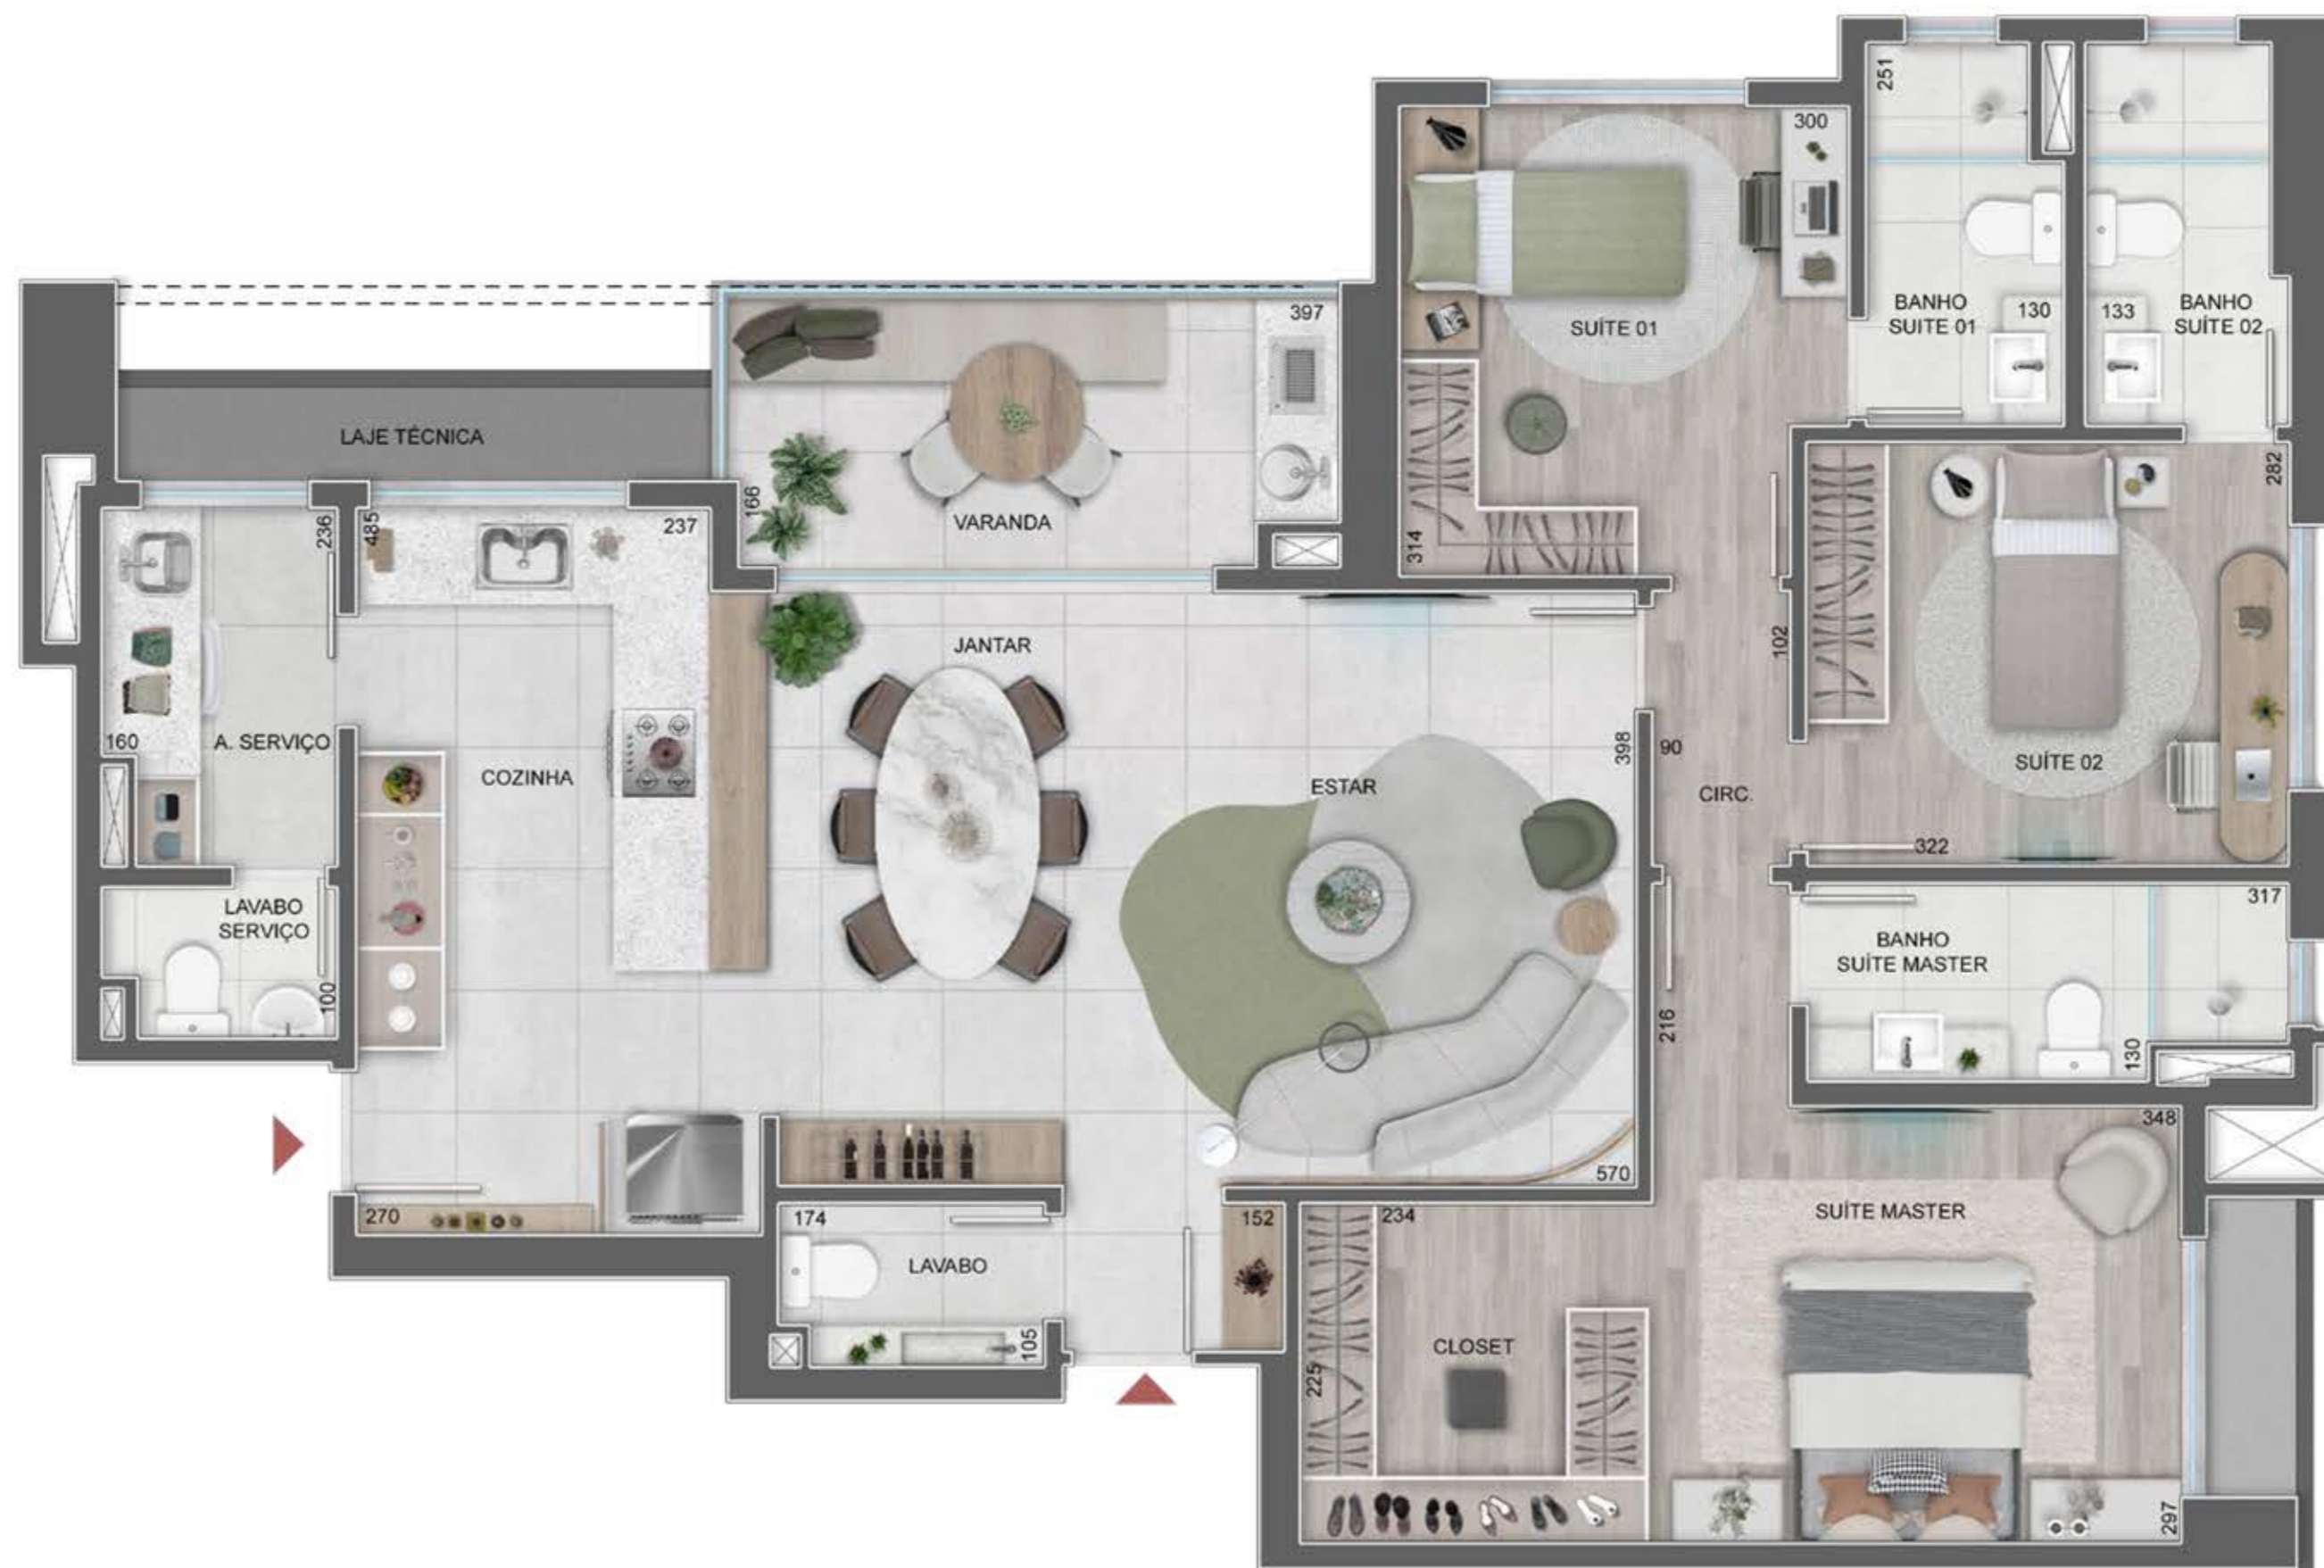 251
300
397
SUÍTE 01
BANHO
SUITE 01
130
133
BANHO
SUÍTE 02
LAJE TÉCNICA
236
485
237
166
VARANDA
314
282
JANTAR
102
160
A. SERVIÇO
COZINHA
ESTAR
398
90
CIRC.
SUÍTE 02
322
LAVABO
SERVIÇO
100
BANHO
SUÍTE MASTER
317
216
130
348
570
270
174
LAVABO
105
152
234
SUÍTE MASTER
CLOSET
225
297